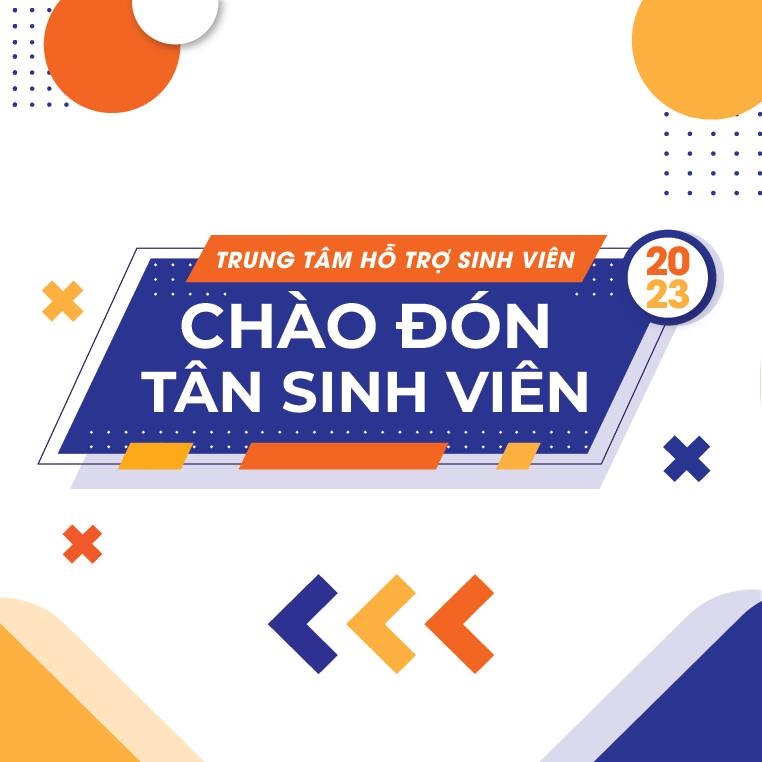 TRUNG TÂM HỖ TRỢ SINH VIÊN
20
23
CHÀO ĐÓN
TÂN SINH VIÊN